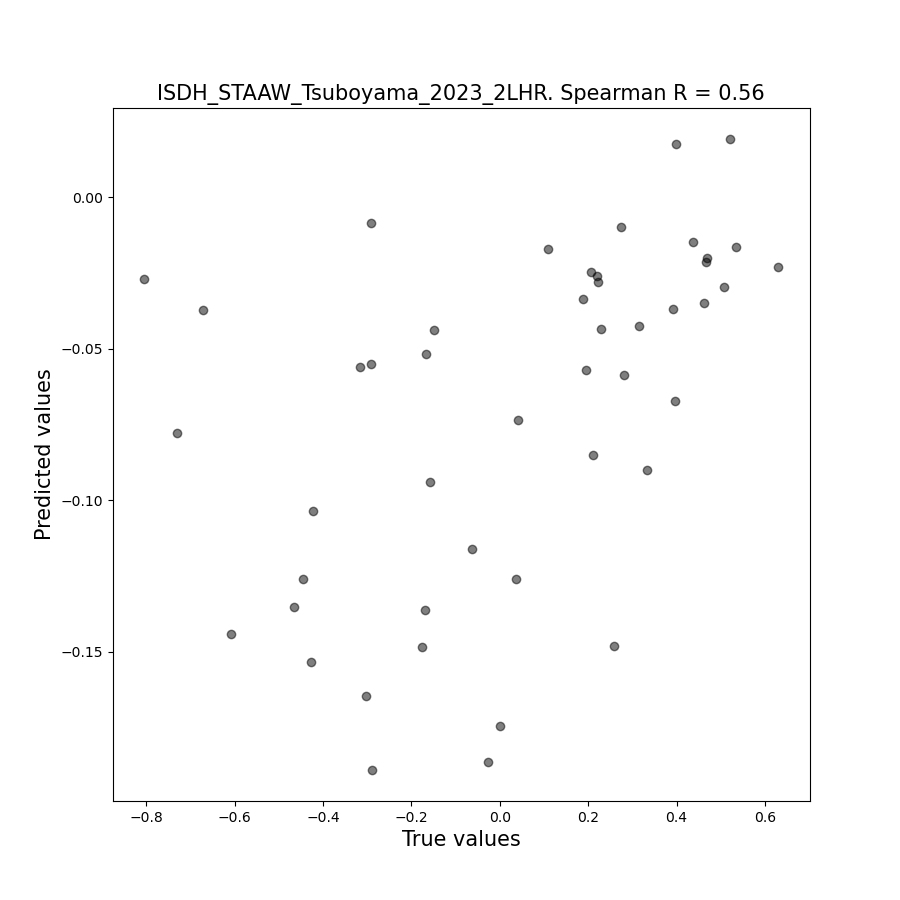 ISDH_STAAW_Tsuboyama_2023_2LHR. Spearman R = 0.56
Predicted values
0.00
−0.05
−0.10
−0.15
−0.8 −0.6 −0.4 −0.2 0.0 0.2 0.4 0.6
True values